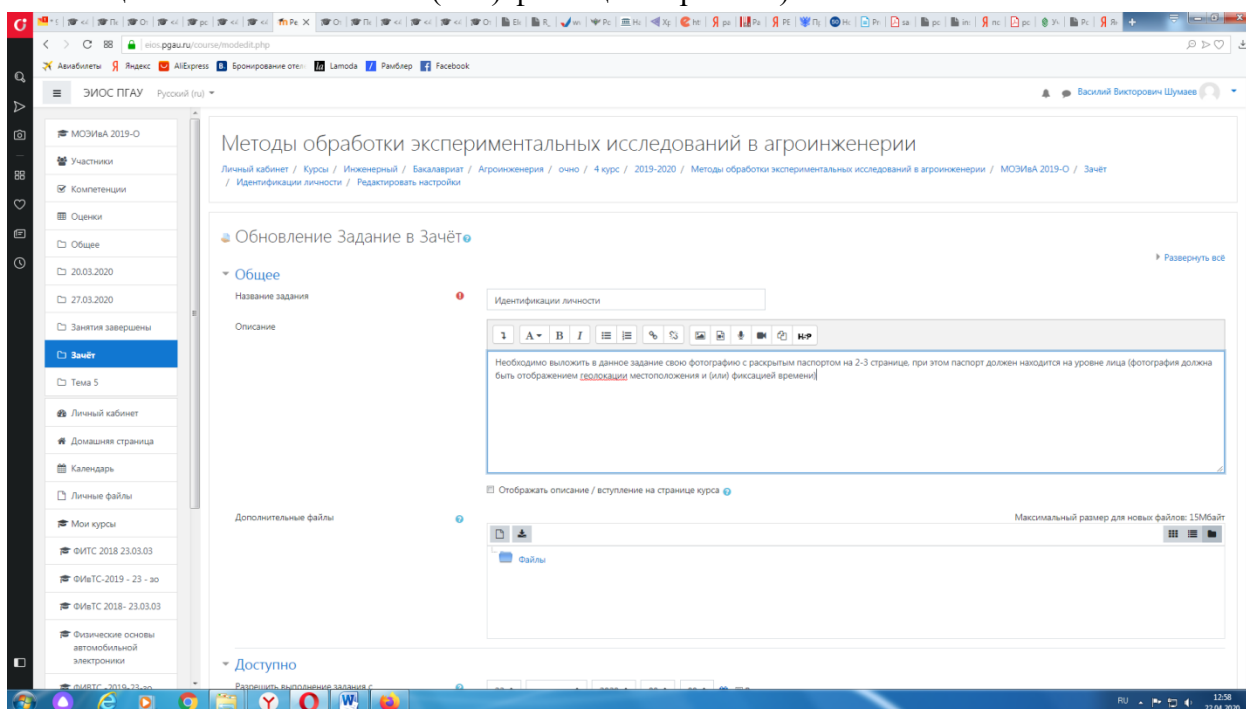 eios.pgau.ru/course/modedit.php
Авиабилеты Яндекс AliExpress Бронирование отел Lamoda Рамблер Facebook
ЭИОС ПГАУ Русский (ru)
Василий Викторович Шумаев
МОЭИвА 2019-О
Участники
Компетенции
Оценки
Общее
20.03.2020
27.03.2020
Занятия завершены
Зачёт
Тема 5
Личный кабинет
Домашняя страница
Календарь
Личные файлы
Мои курсы
ФИТС 2018 23.03.03
ФИвТС-2019 - 23 - зо
ФИвТС 2018- 23.03.03
Физические основы
автомобильной
электроники
Методы обработки экспериментальных исследований в агроинженерии
Личный кабинет / Курсы / Инженерный / Бакалавриат / Агроинженерия / очно / 4 курс / 2019-2020 / Методы обработки экспериментальных исследований в агроинженерии / МОЭИвА 2019-О / Зачёт
/ Идентификации личности / Редактировать настройки
Обновление Задание в Зачёт
Развернуть всё
Общее
Название задания
Идентификации личности
Описание
Необходимо выложить в данное задание свою фотографию с раскрытым паспортом на 2-3 странице, при этом паспорт должен находится на уровне лица (фотография должна
быть отображением геолокации местоположения и (или) фиксацией времени)
Отображать описание / вступление на странице курса
Дополнительные файлы
Максимальный размер для новых файлов: 15Мбайт
Файлы
Доступно
Разрешить выполнение задания с
RU
12:58
22.04.2020